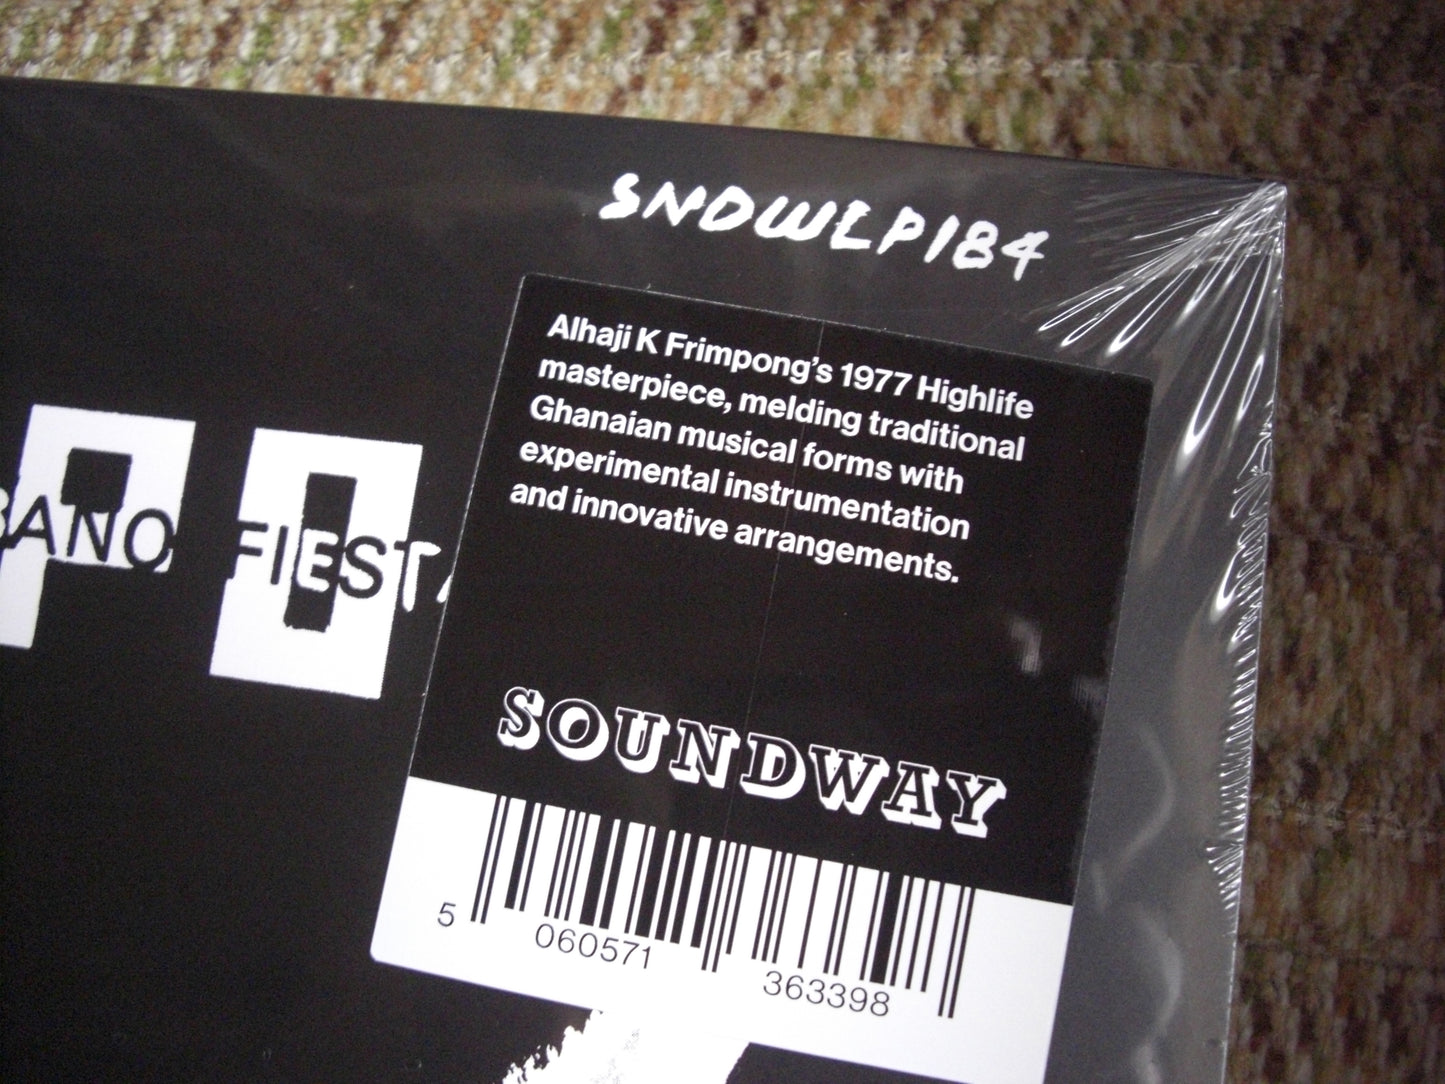 SNDWLP184
BANO FIESTA
Alhaji K Frimpong's 1977 Highlife
masterpiece, melding traditional
Ghanaian musical forms with
experimental instrumentation
and innovative arrangements.
SOUNDWAY
5 060571 363398